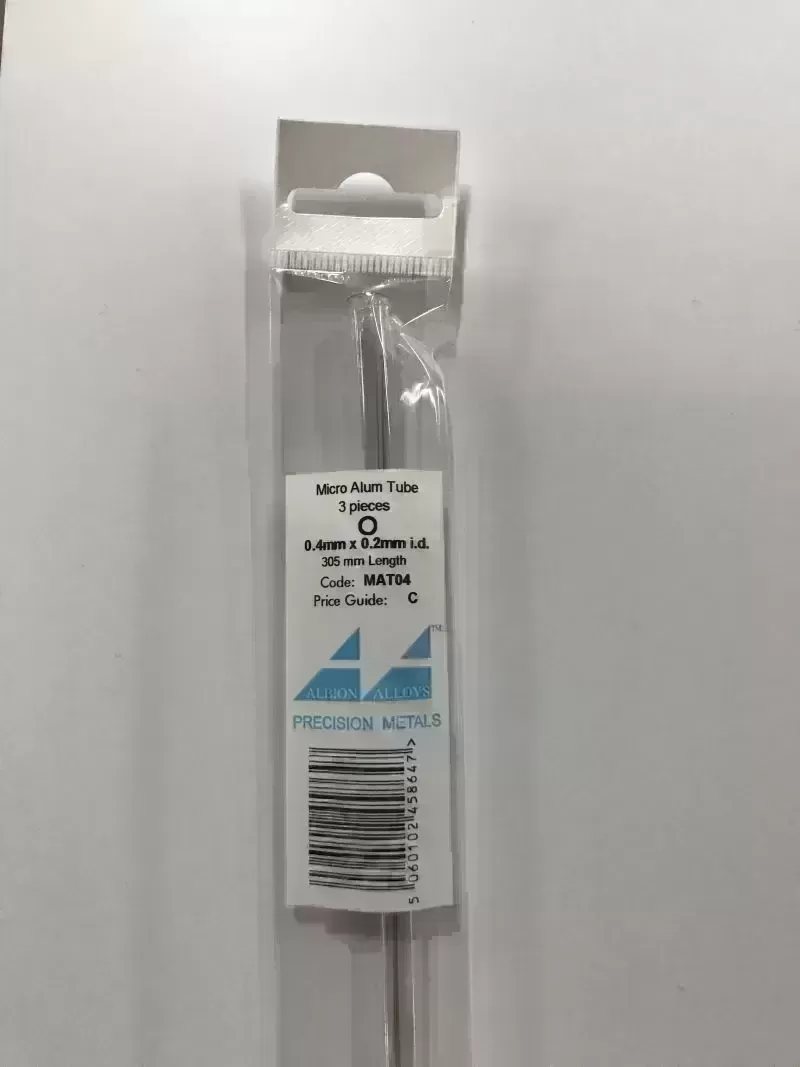 Micro Alum Tube
3 pieces
0.4mm x 0.2mm i.d.
305 mm Length
Code: MAT04
Price Guide: C
TM
ALBION ALLOYS
PRECISION METALS
5 060102 458647 >